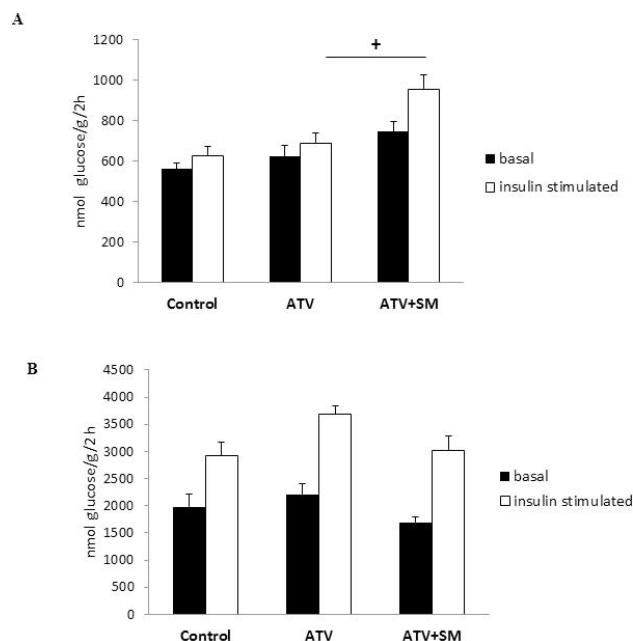 A
nmol glucose/g/2h
1200
1000
800
600
400
200
0
+
Control
ATV
ATV+SM
basal
insulin stimulated
B
nmol glucose/g/2 h
4500
4000
3500
3000
2500
2000
1500
1000
500
0
Control
ATV
ATV+SM
basal
insulin stimulated